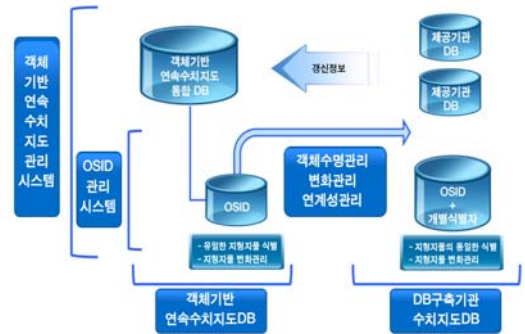 객체
기반
연속
수치
지도
관리
시스템
OSID
관리
시스템
객체기반
연속수치지도
통합 DB
갱신정보
제공기관
DB
제공기관
DB
객체수명관리
변화관리
연계성관리
OSID
OSID
+
개별식별자
- 유일한 지형지물 식별
- 지형지물 변화관리
- 지형지물의 동일한 식별
- 지형지물 변화관리
객체기반
연속수치지도DB
DB구축기관
수치지도DB